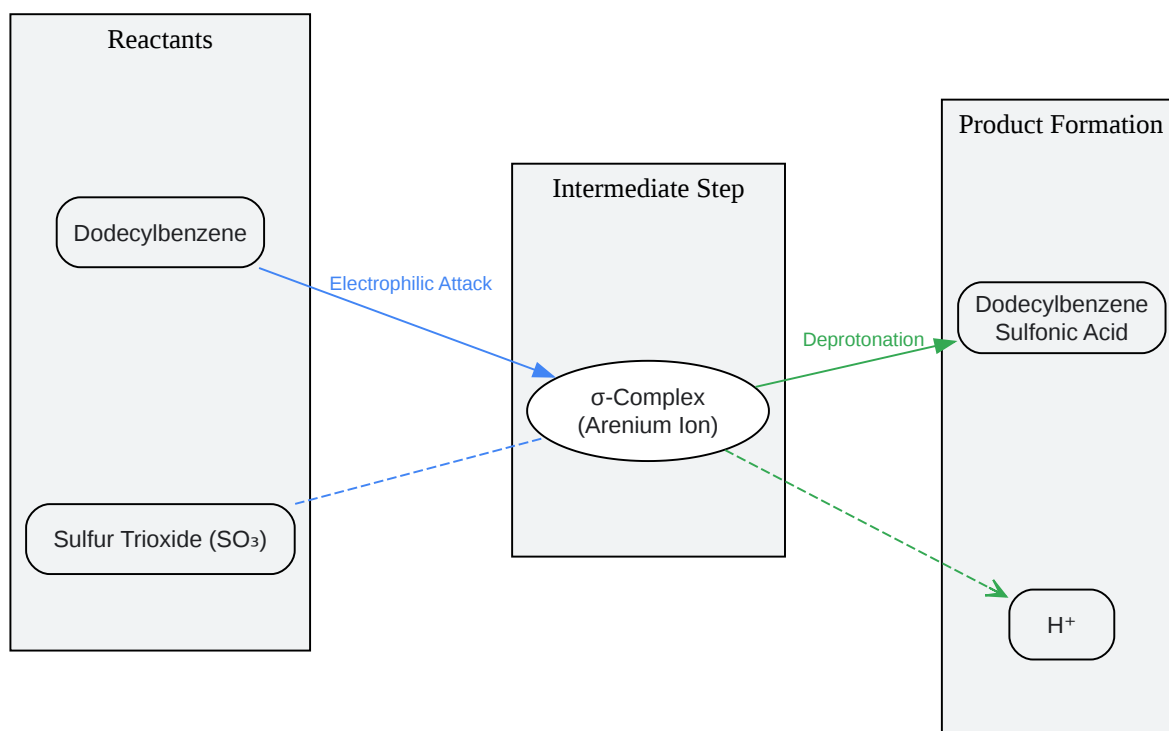 Reactants
Dodecylbenzene
Sulfur Trioxide (SO₃)
Electrophilic Attack
Intermediate Step
σ-Complex
(Arenium Ion)
Deprotonation
Product Formation
Dodecylbenzene
Sulfonic Acid
H⁺